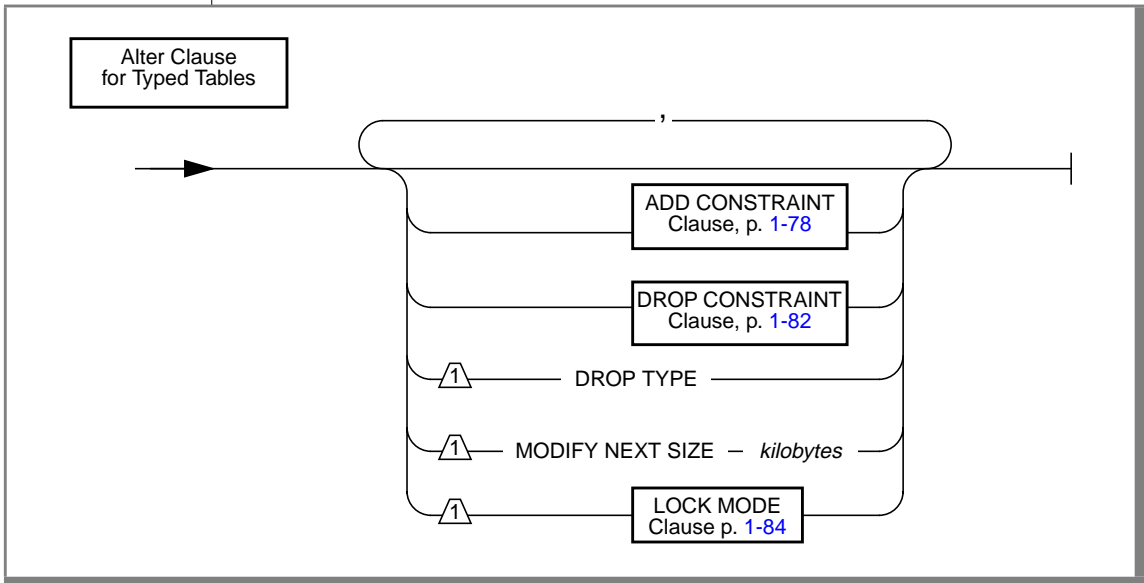 Alter Clause
for Typed Tables
,
ADD CONSTRAINT
Clause, p. 1-78
DROP CONSTRAINT
Clause, p. 1-82
1 DROP TYPE
1 MODIFY NEXT SIZE kilobytes
1 LOCK MODE
Clause p. 1-84